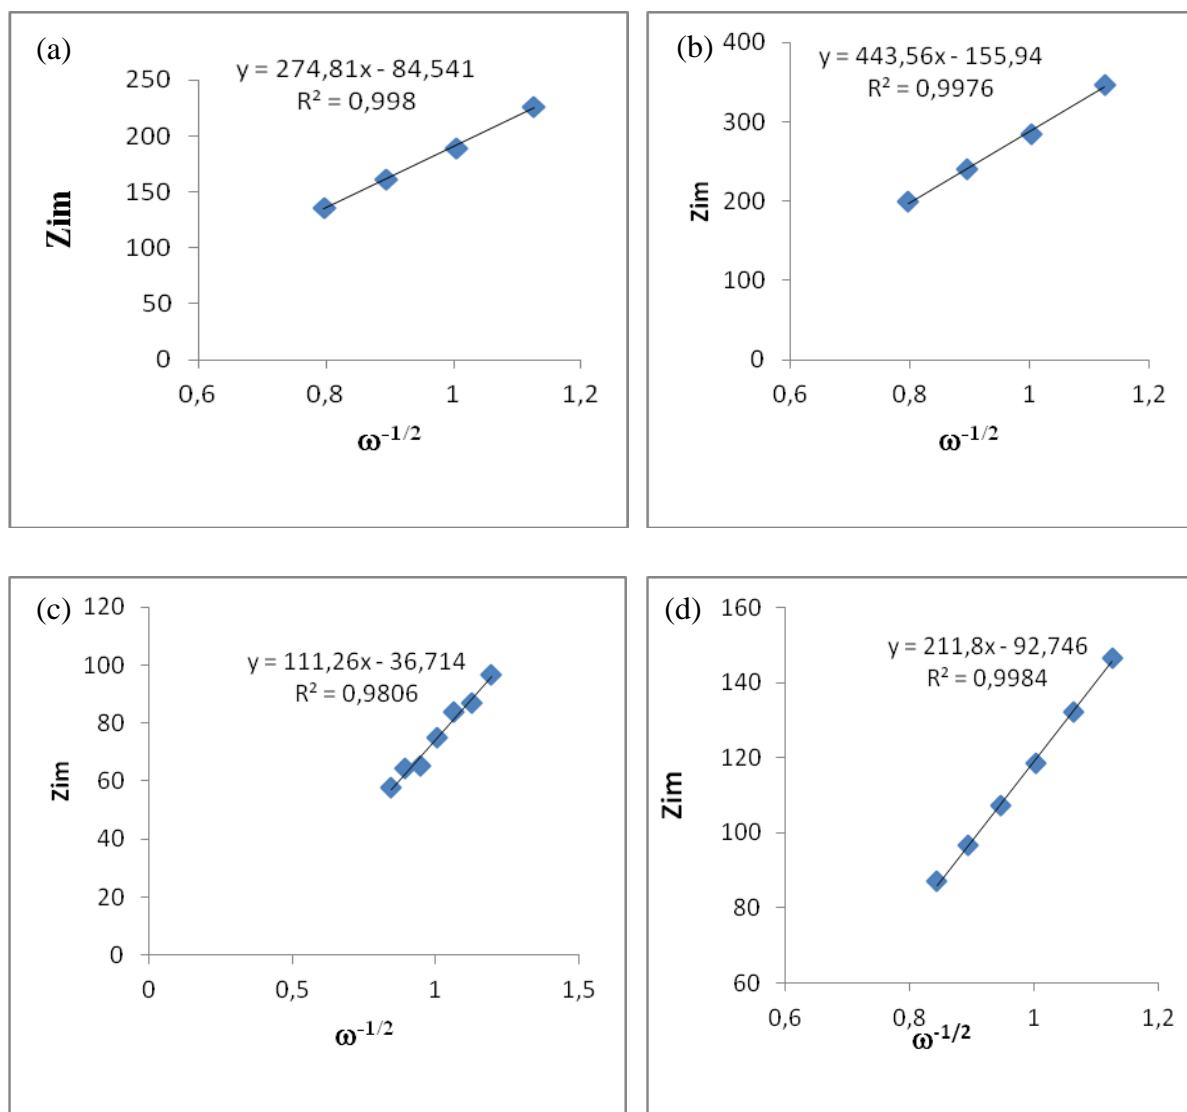 (a)
y = 274,81x - 84,541
R² = 0,998
250
200
150
100
50
0
0,6
0,8
1
1,2
Zim
ω-1/2
(b)
y = 443,56x - 155,94
R² = 0,9976
400
300
200
100
0
0,6
0,8
1
1,2
Zim
ω-1/2
(c)
y = 111,26x - 36,714
R² = 0,9806
120
100
80
60
40
20
0
0
0,5
1
1,5
Zim
ω-1/2
(d)
y = 211,8x - 92,746
R² = 0,9984
160
140
120
100
80
60
0,6
0,8
1
1,2
Zim
ω-1/2